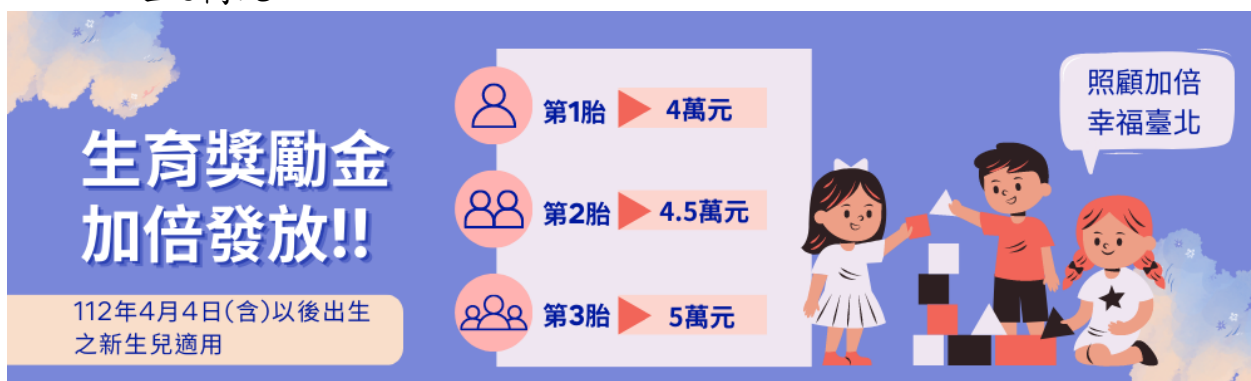 生育獎勵金
加倍發放!!
112年4月4日(含)以後出生
之新生兒適用
第1胎 4萬元
第2胎 4.5萬元
第3胎 5萬元
照顧加倍
幸福臺北